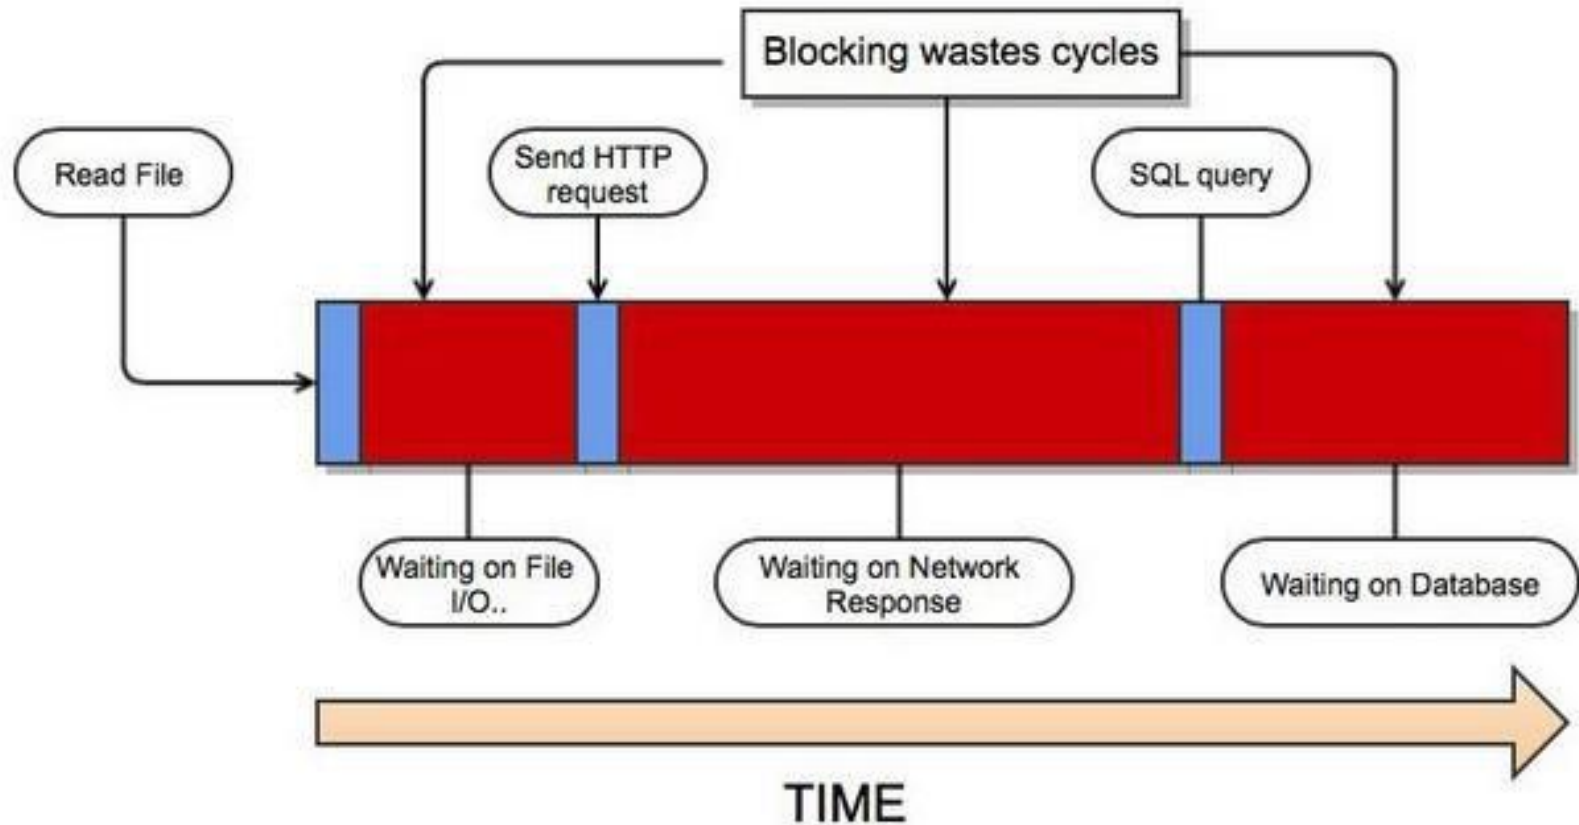 Blocking wastes cycles
Read File
Send HTTP
request
SQL query
Waiting on File
I/O..
Waiting on Network
Response
Waiting on Database
TIME